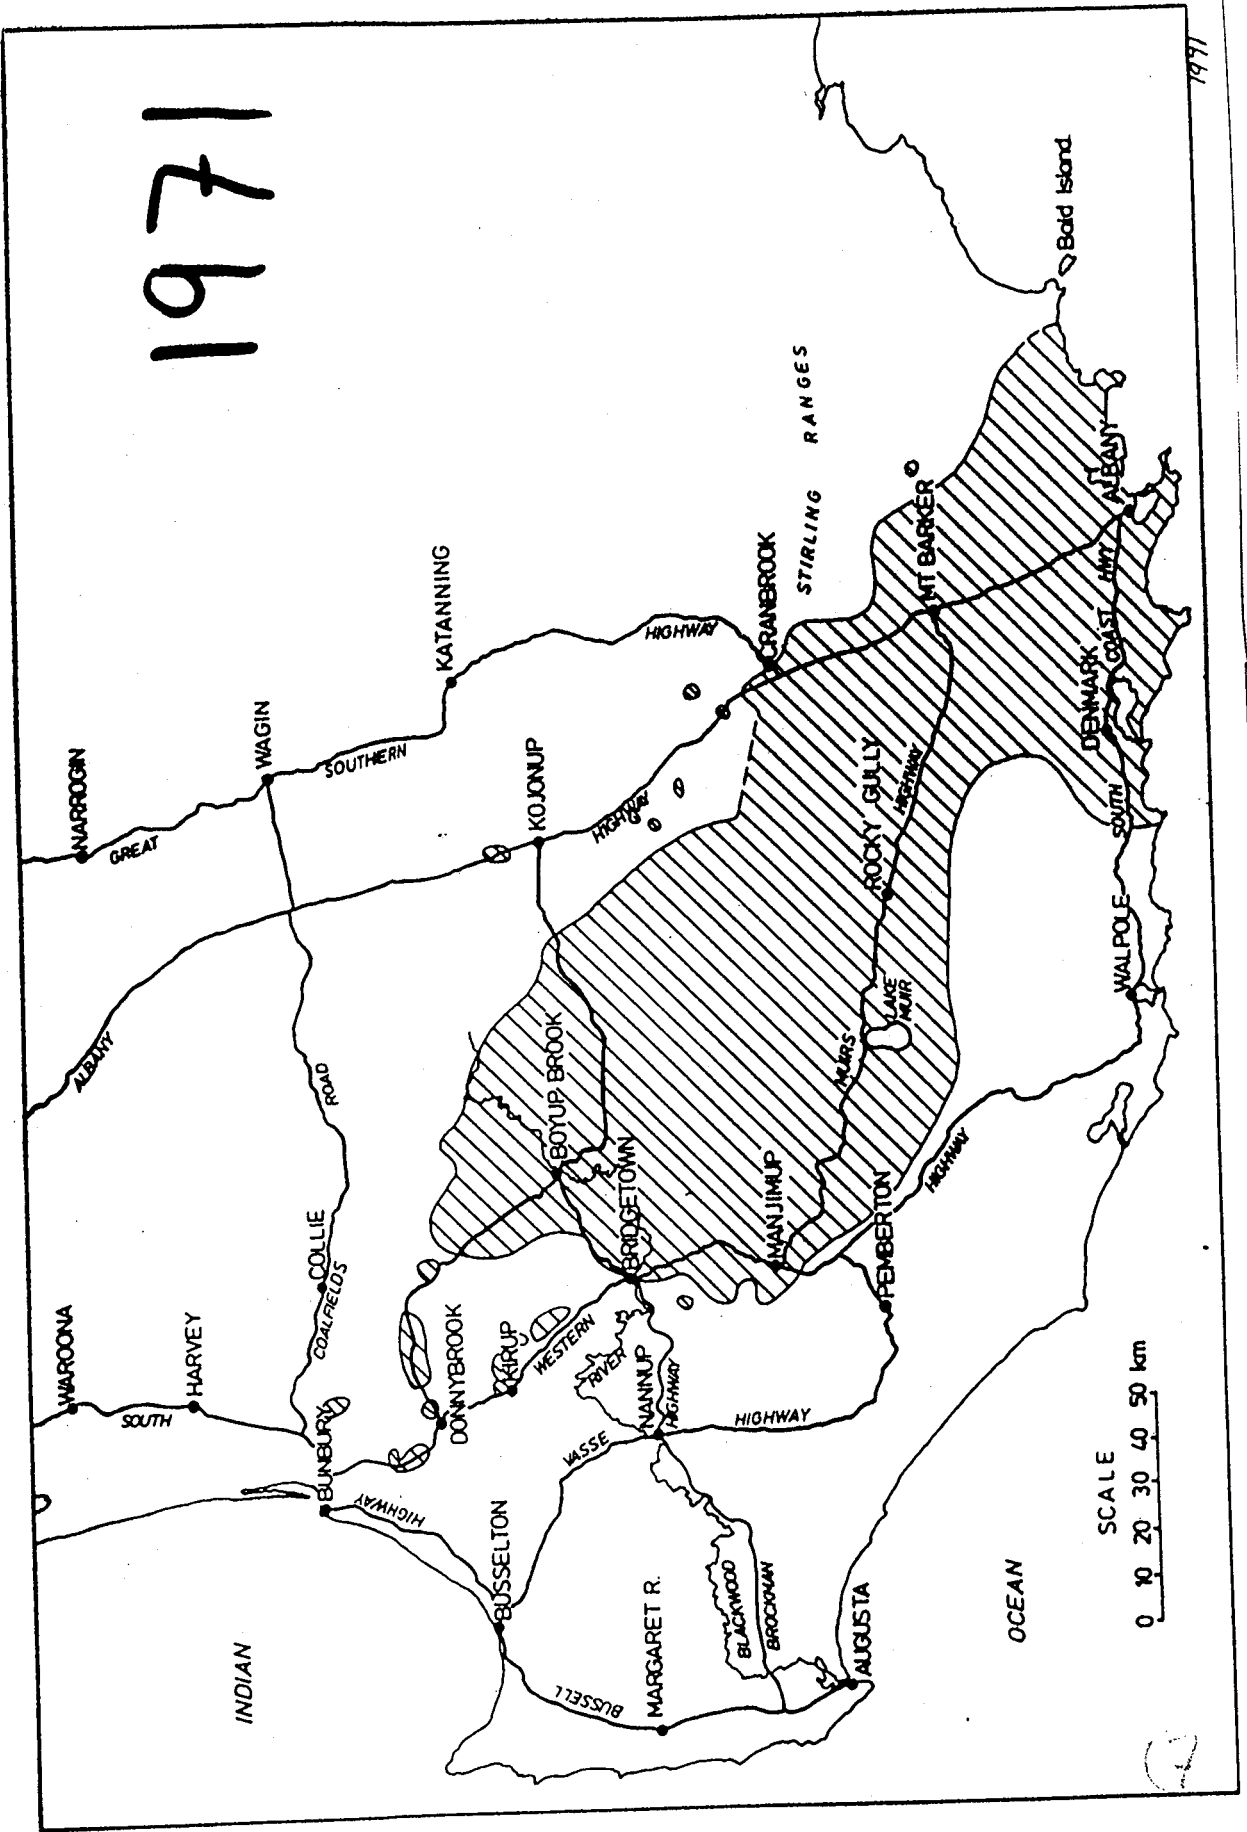 1971
1971
INDIAN
OCEAN
WAROONA
HARVEY
SOUTH
BUNBURY
COLLIE
COALFIELDS
ROAD
ALBANY
NARROGIN
GREAT
WAGIN
SOUTHERN
KATANNING
HIGHWAY
KOJONUP
HIGHWAY
CRANBROOK
STIRLING RANGES
MT BARKER
ALBANY
Bald Island
DENMARK
SOUTH
COAST
HWY
WALPOLE
ROCKY GULLY
HIGHWAY
LAKE
MUIR
MUIRS
BOYUP BROOK
BRIDGETOWN
MANJIMUP
PEMBERTON
HIGHWAY
DONNYBROOK
KIRUP
WESTERN
RIVER
NANNUP
HIGHWAY
HIGHWAY
VASSE
HIGHWAY
BUSSELTON
BUSSELL
MARGARET R.
BLACKWOOD
BROCKMAN
AUGUSTA
SCALE
0 10 20 30 40 50 km
7